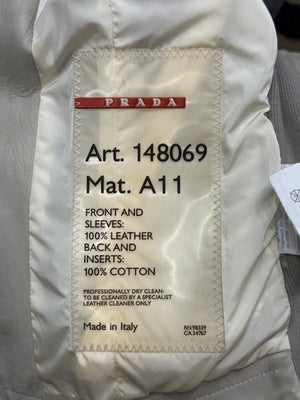 PRADA
Art. 148069
Mat. A11
FRONT AND
SLEEVES:
100% LEATHER
BACK AND
INSERTS:
100% COTTON
PROFESSIONALLY DRY CLEAN:
TO BE CLEANED BY A SPECIALIST
LEATHER CLEANER ONLY
Made in Italy
RN 98339
CA 34767